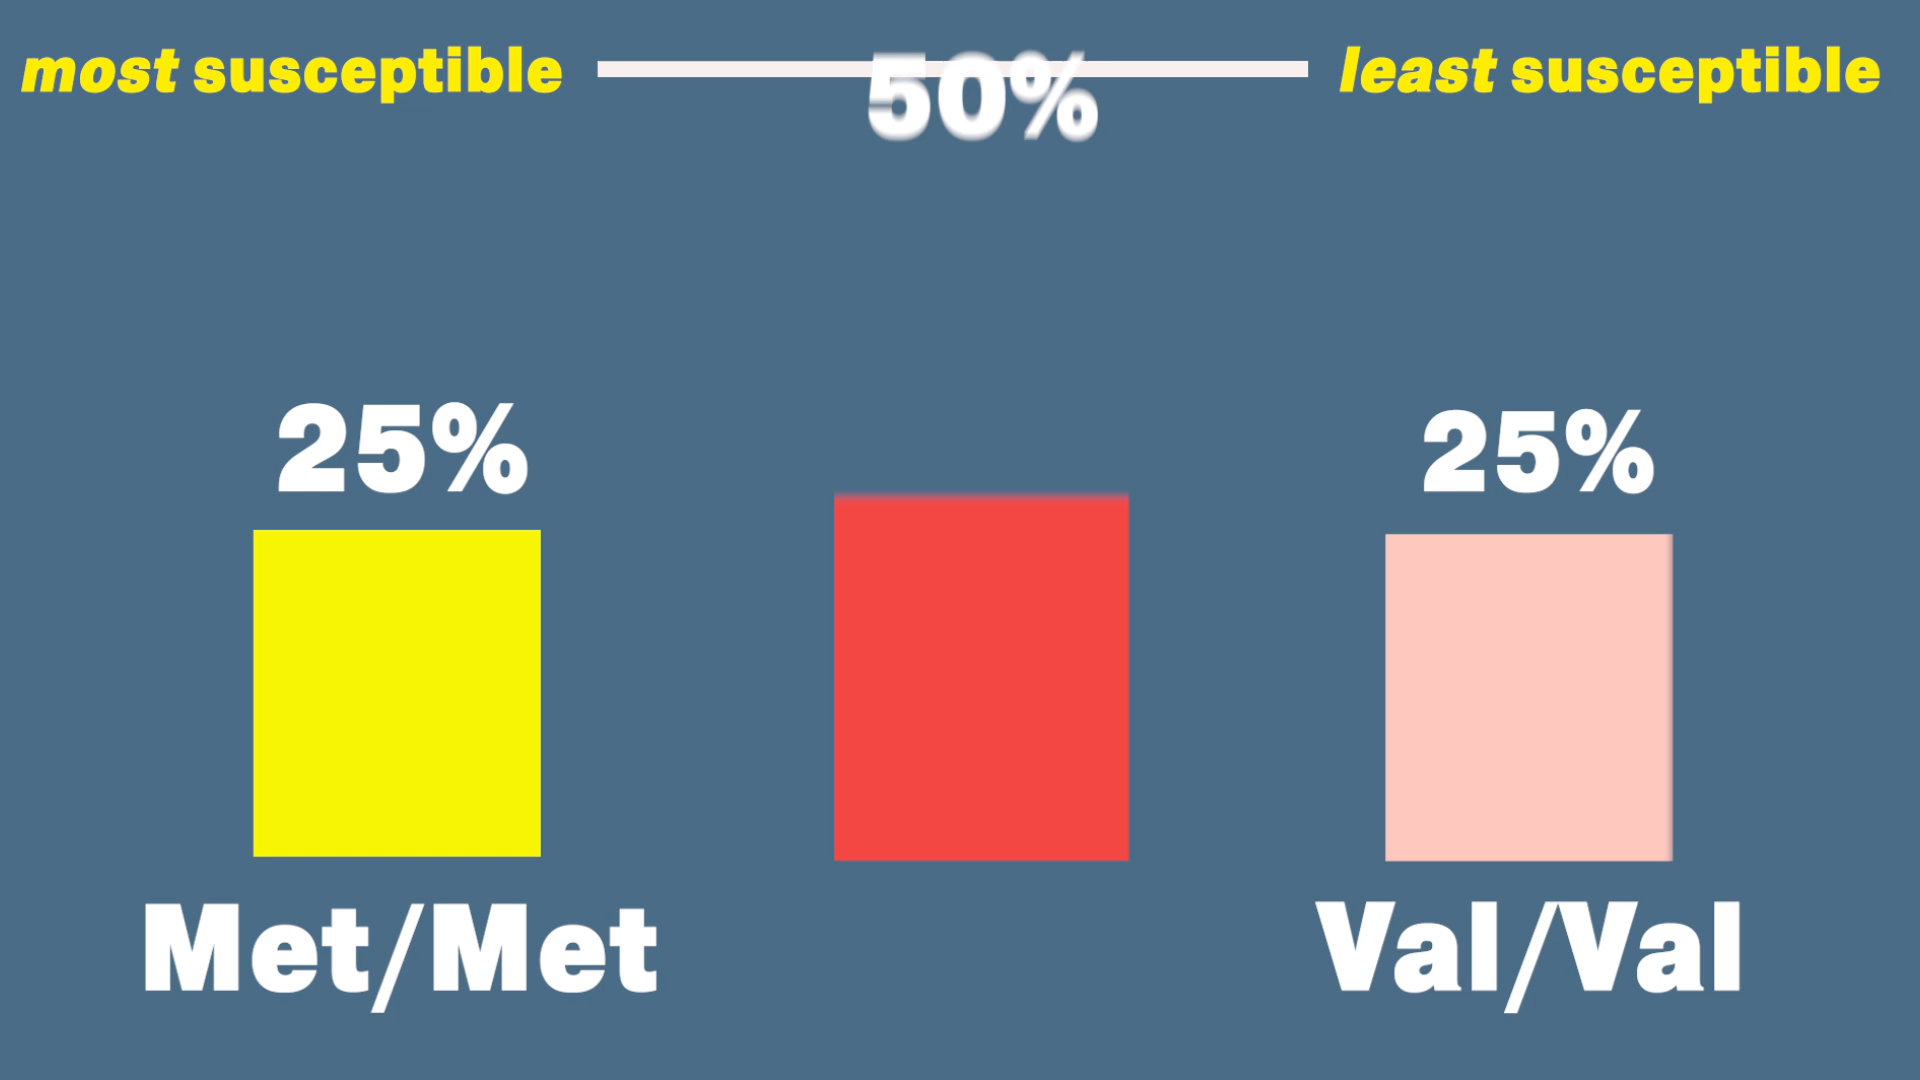 most susceptible
50%
least susceptible
25%
25%
Met/Met
Val/Val